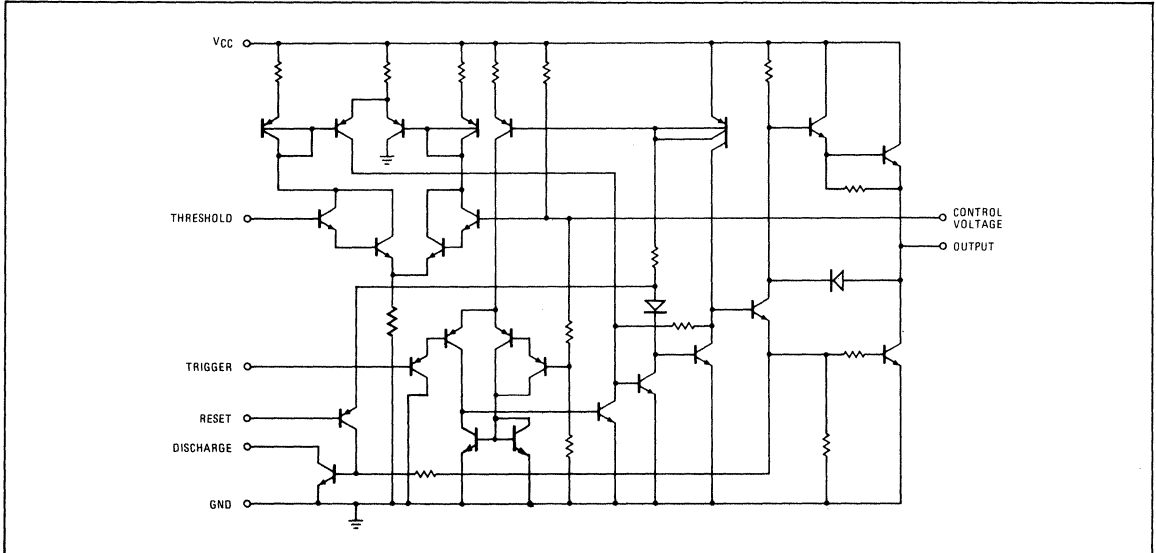 VCC
THRESHOLD
CONTROL
VOLTAGE
OUTPUT
TRIGGER
RESET
DISCHARGE
GND